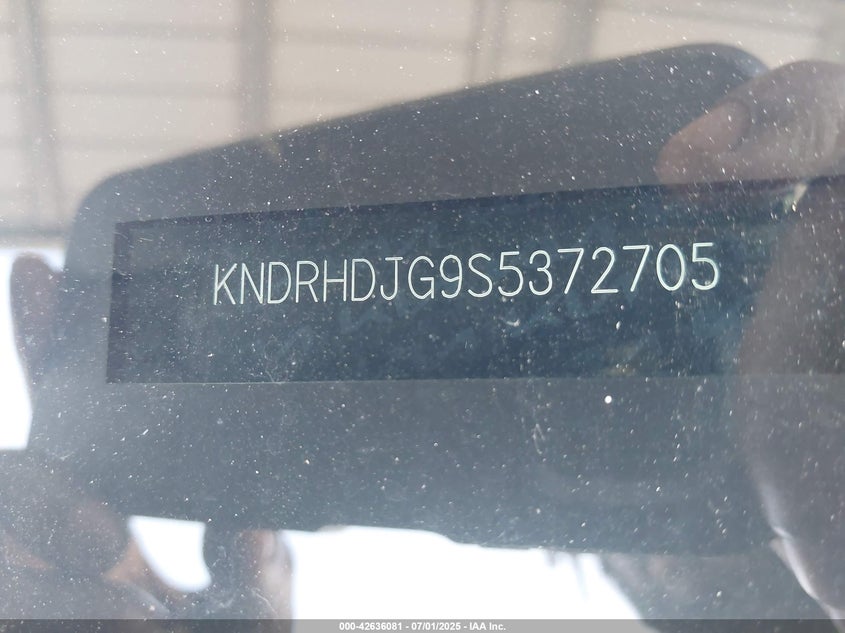 KNDRHDJG9S5372705
000-42636081 - 07/01/2025 - IAA Inc.